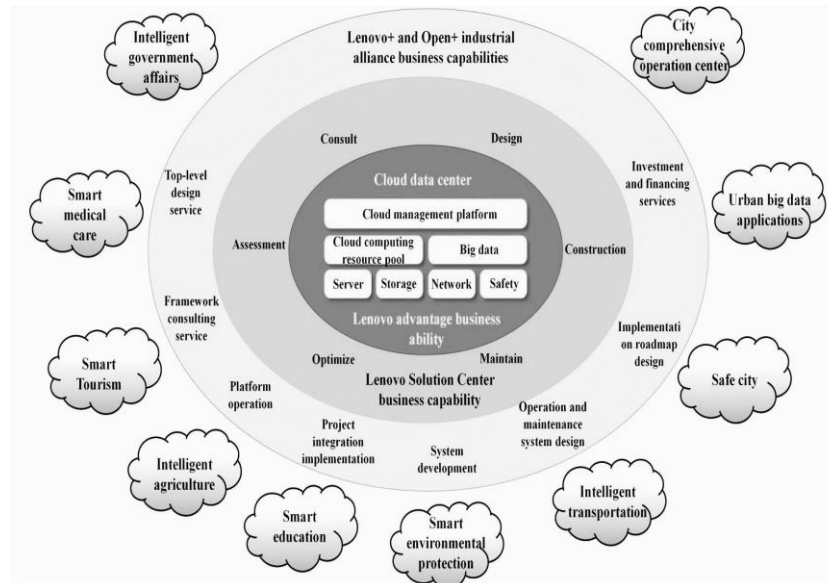 Intelligent
government
affairs
Lenovo+ and Open+ industrial
alliance business capabilities
City
comprehensive
operation center
Consult
Design
Top-level
design
service
Cloud data center
Investment
and financing
services
Smart
medical
care
Cloud management platform
Urban big data
applications
Assessment
Cloud computing
resource pool
Big data
Construction
Server
Storage
Network
Safety
Framework
consulting
service
Lenovo advantage business
ability
Implementati
on roadmap
design
Smart
Tourism
Optimize
Maintain
Safe city
Lenovo Solution Center
business capability
Platform
operation
Operation and
maintenance
system design
Project
integration
implementation
System
development
Intelligent
agriculture
Intelligent
transportation
Smart
education
Smart
environmental
protection